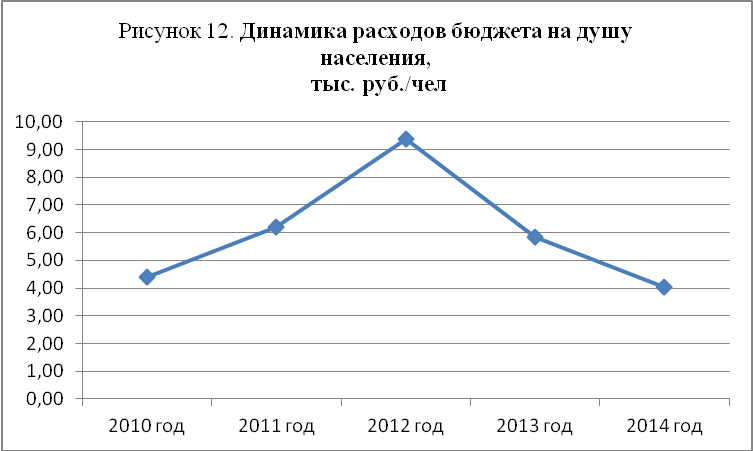 Рисунок 12. Динамика расходов бюджета на душу
населения,
тыс. руб./чел
10,00
9,00
8,00
7,00
6,00
5,00
4,00
3,00
2,00
1,00
0,00
2010 год 2011 год 2012 год 2013 год 2014 год